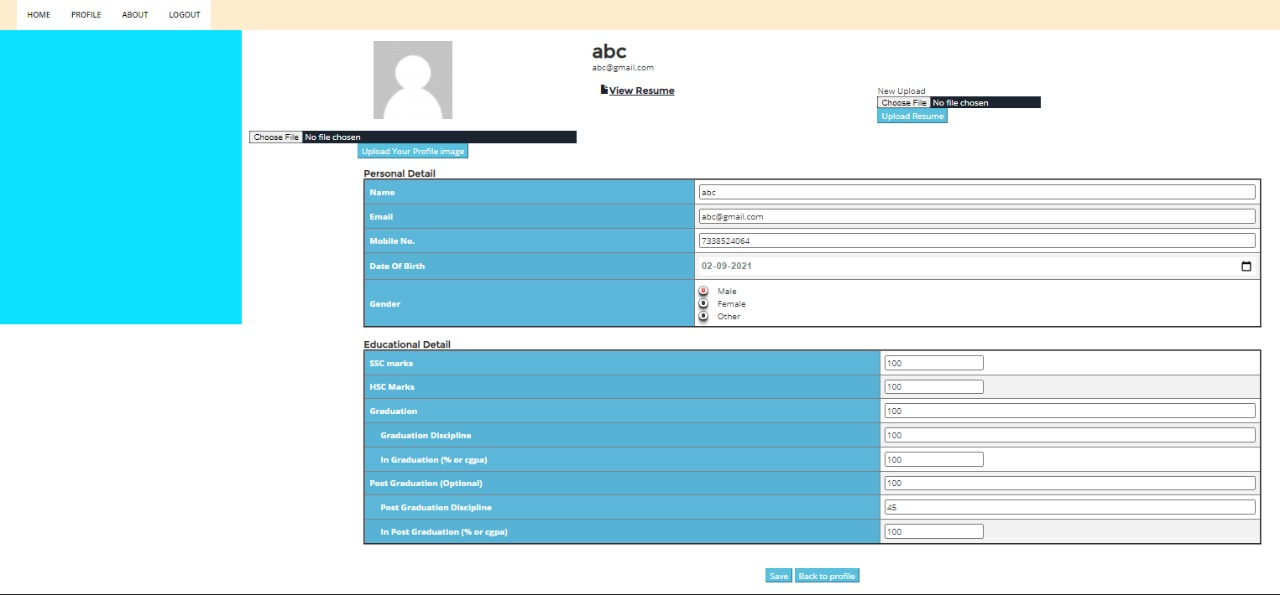 HOME PROFILE ABOUT LOGOUT
abc
abc@gmail.com
View Resume
New Upload
Choose File No file chosen
Upload Resume
Choose File No file chosen
Upload Your Profile image
Personal Detail
Name abc
Email abc@gmail.com
Mobile No. 7338524064
Date Of Birth 02-09-2021
Gender
Male
Female
Other
Educational Detail
SSC marks 100
HSC Marks 100
Graduation 100
Graduation Discipline 100
In Graduation (% or cgpa) 100
Post Graduation (Optional) 100
Post Graduation Discipline 45
In Post Graduation (% or cgpa) 100
Save Back to profile